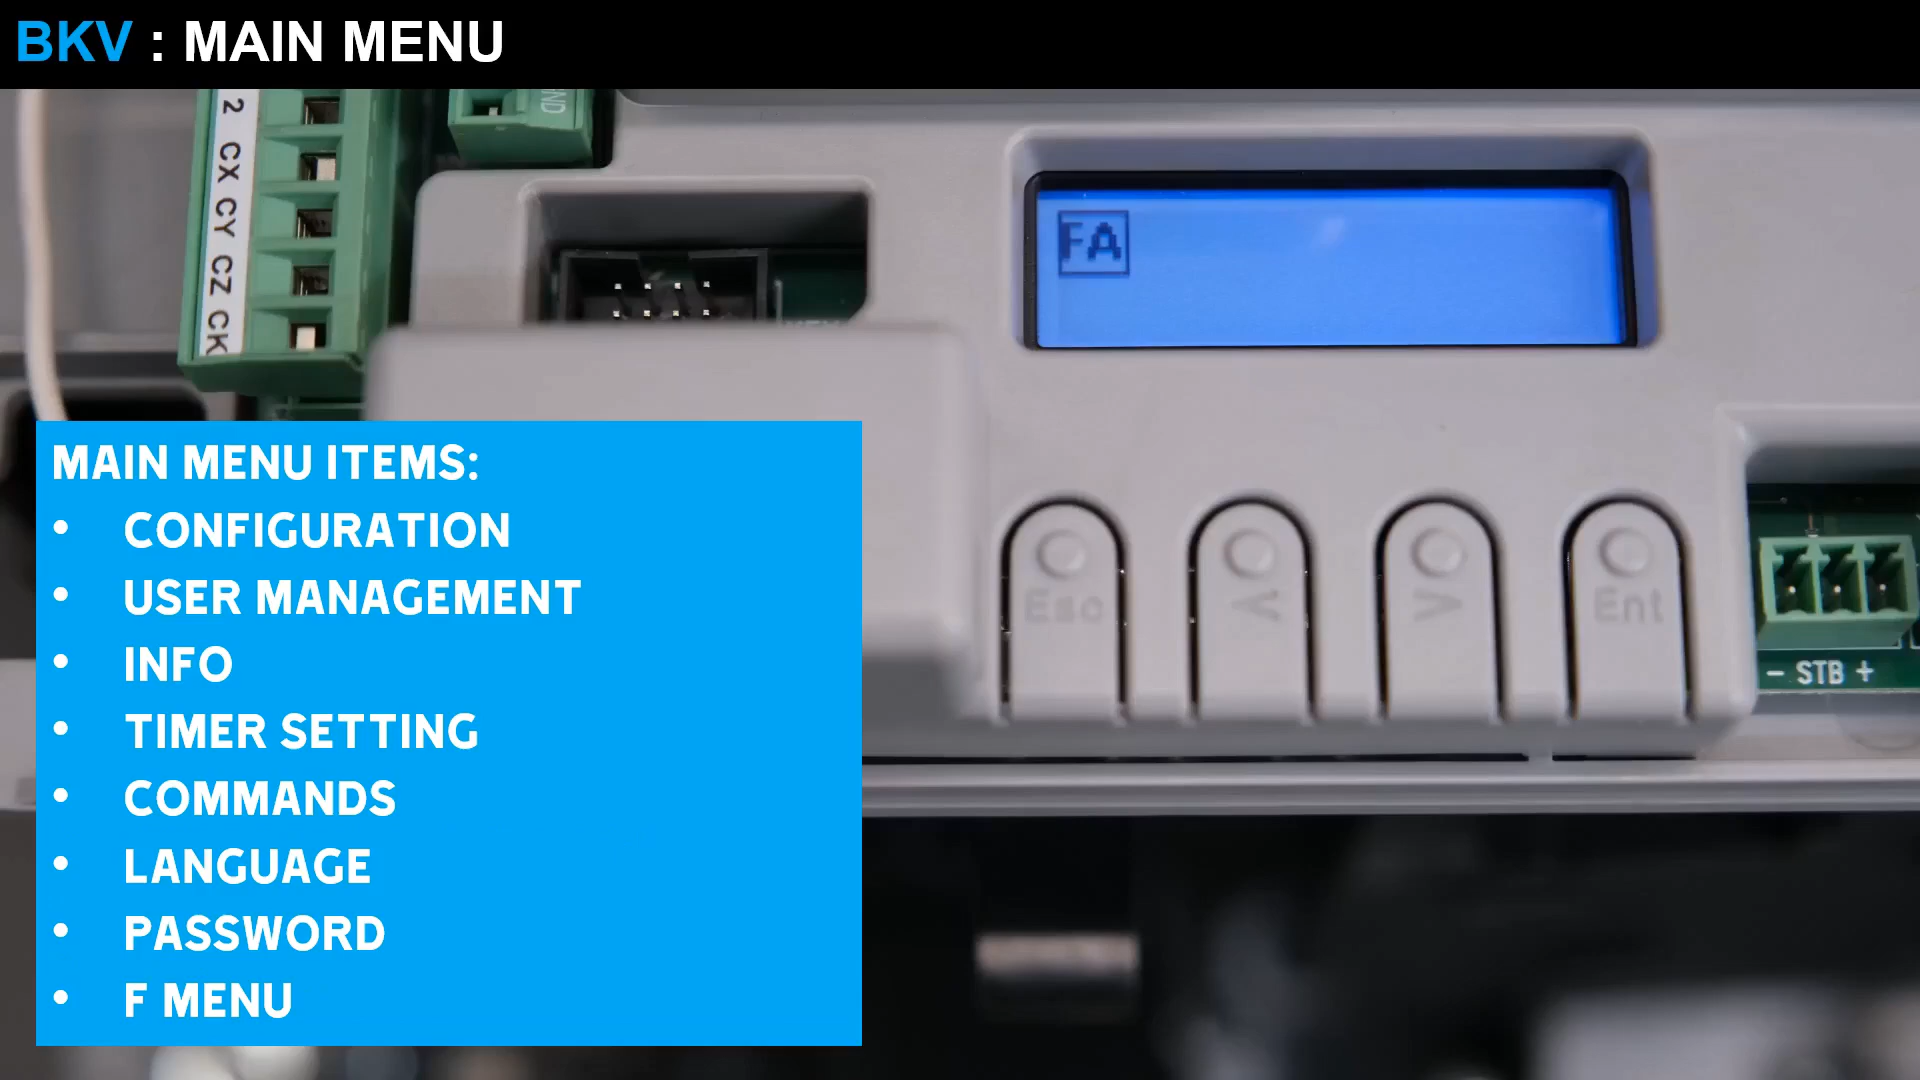 BKV : MAIN MENU
2 CX CY CZ CK
FA
Esc < > Ent
- STB +
MAIN MENU ITEMS:
• CONFIGURATION
• USER MANAGEMENT
• INFO
• TIMER SETTING
• COMMANDS
• LANGUAGE
• PASSWORD
• F MENU